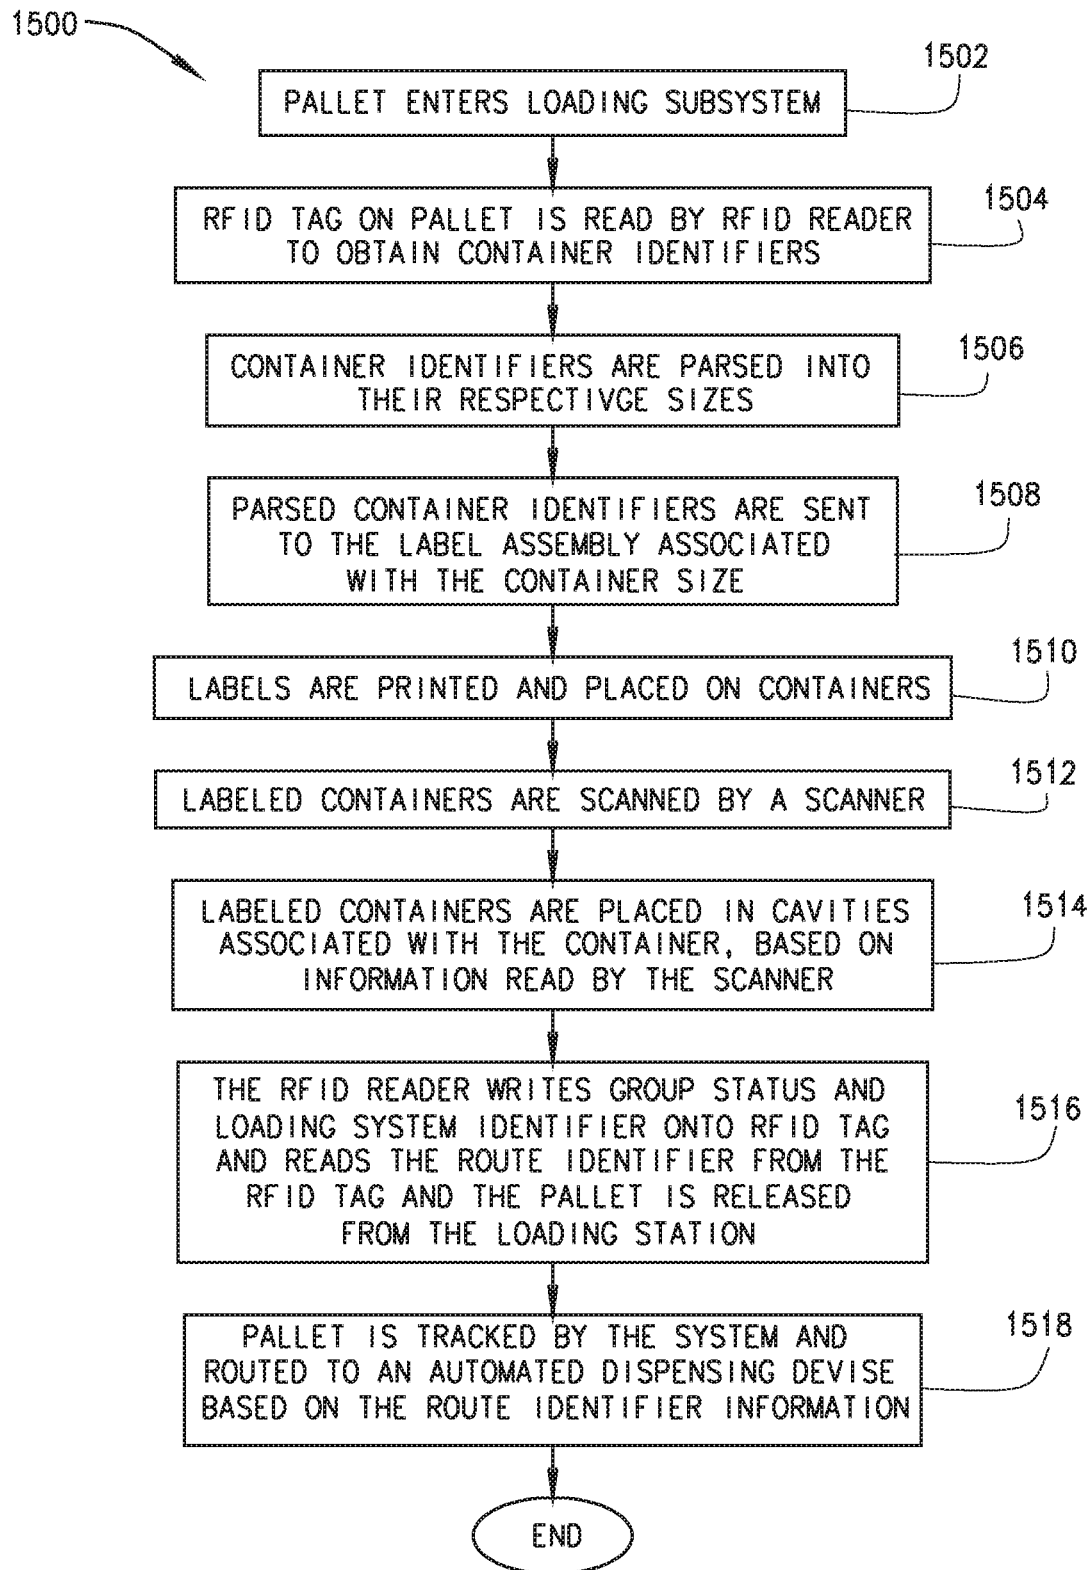 1500
1502
PALLET ENTERS LOADING SUBSYSTEM
1504
RFID TAG ON PALLET IS READ BY RFID READER
TO OBTAIN CONTAINER IDENTIFIERS
1506
CONTAINER IDENTIFIERS ARE PARSED INTO
THEIR RESPECTIVGE SIZES
1508
PARSED CONTAINER IDENTIFIERS ARE SENT
TO THE LABEL ASSEMBLY ASSOCIATED
WITH THE CONTAINER SIZE
1510
LABELS ARE PRINTED AND PLACED ON CONTAINERS
1512
LABELED CONTAINERS ARE SCANNED BY A SCANNER
1514
LABELED CONTAINERS ARE PLACED IN CAVITIES
ASSOCIATED WITH THE CONTAINER, BASED ON
INFORMATION READ BY THE SCANNER
1516
THE RFID READER WRITES GROUP STATUS AND
LOADING SYSTEM IDENTIFIER ONTO RFID TAG
AND READS THE ROUTE IDENTIFIER FROM THE
RFID TAG AND THE PALLET IS RELEASED
FROM THE LOADING STATION
1518
PALLET IS TRACKED BY THE SYSTEM AND
ROUTED TO AN AUTOMATED DISPENSING DEVISE
BASED ON THE ROUTE IDENTIFIER INFORMATION
END